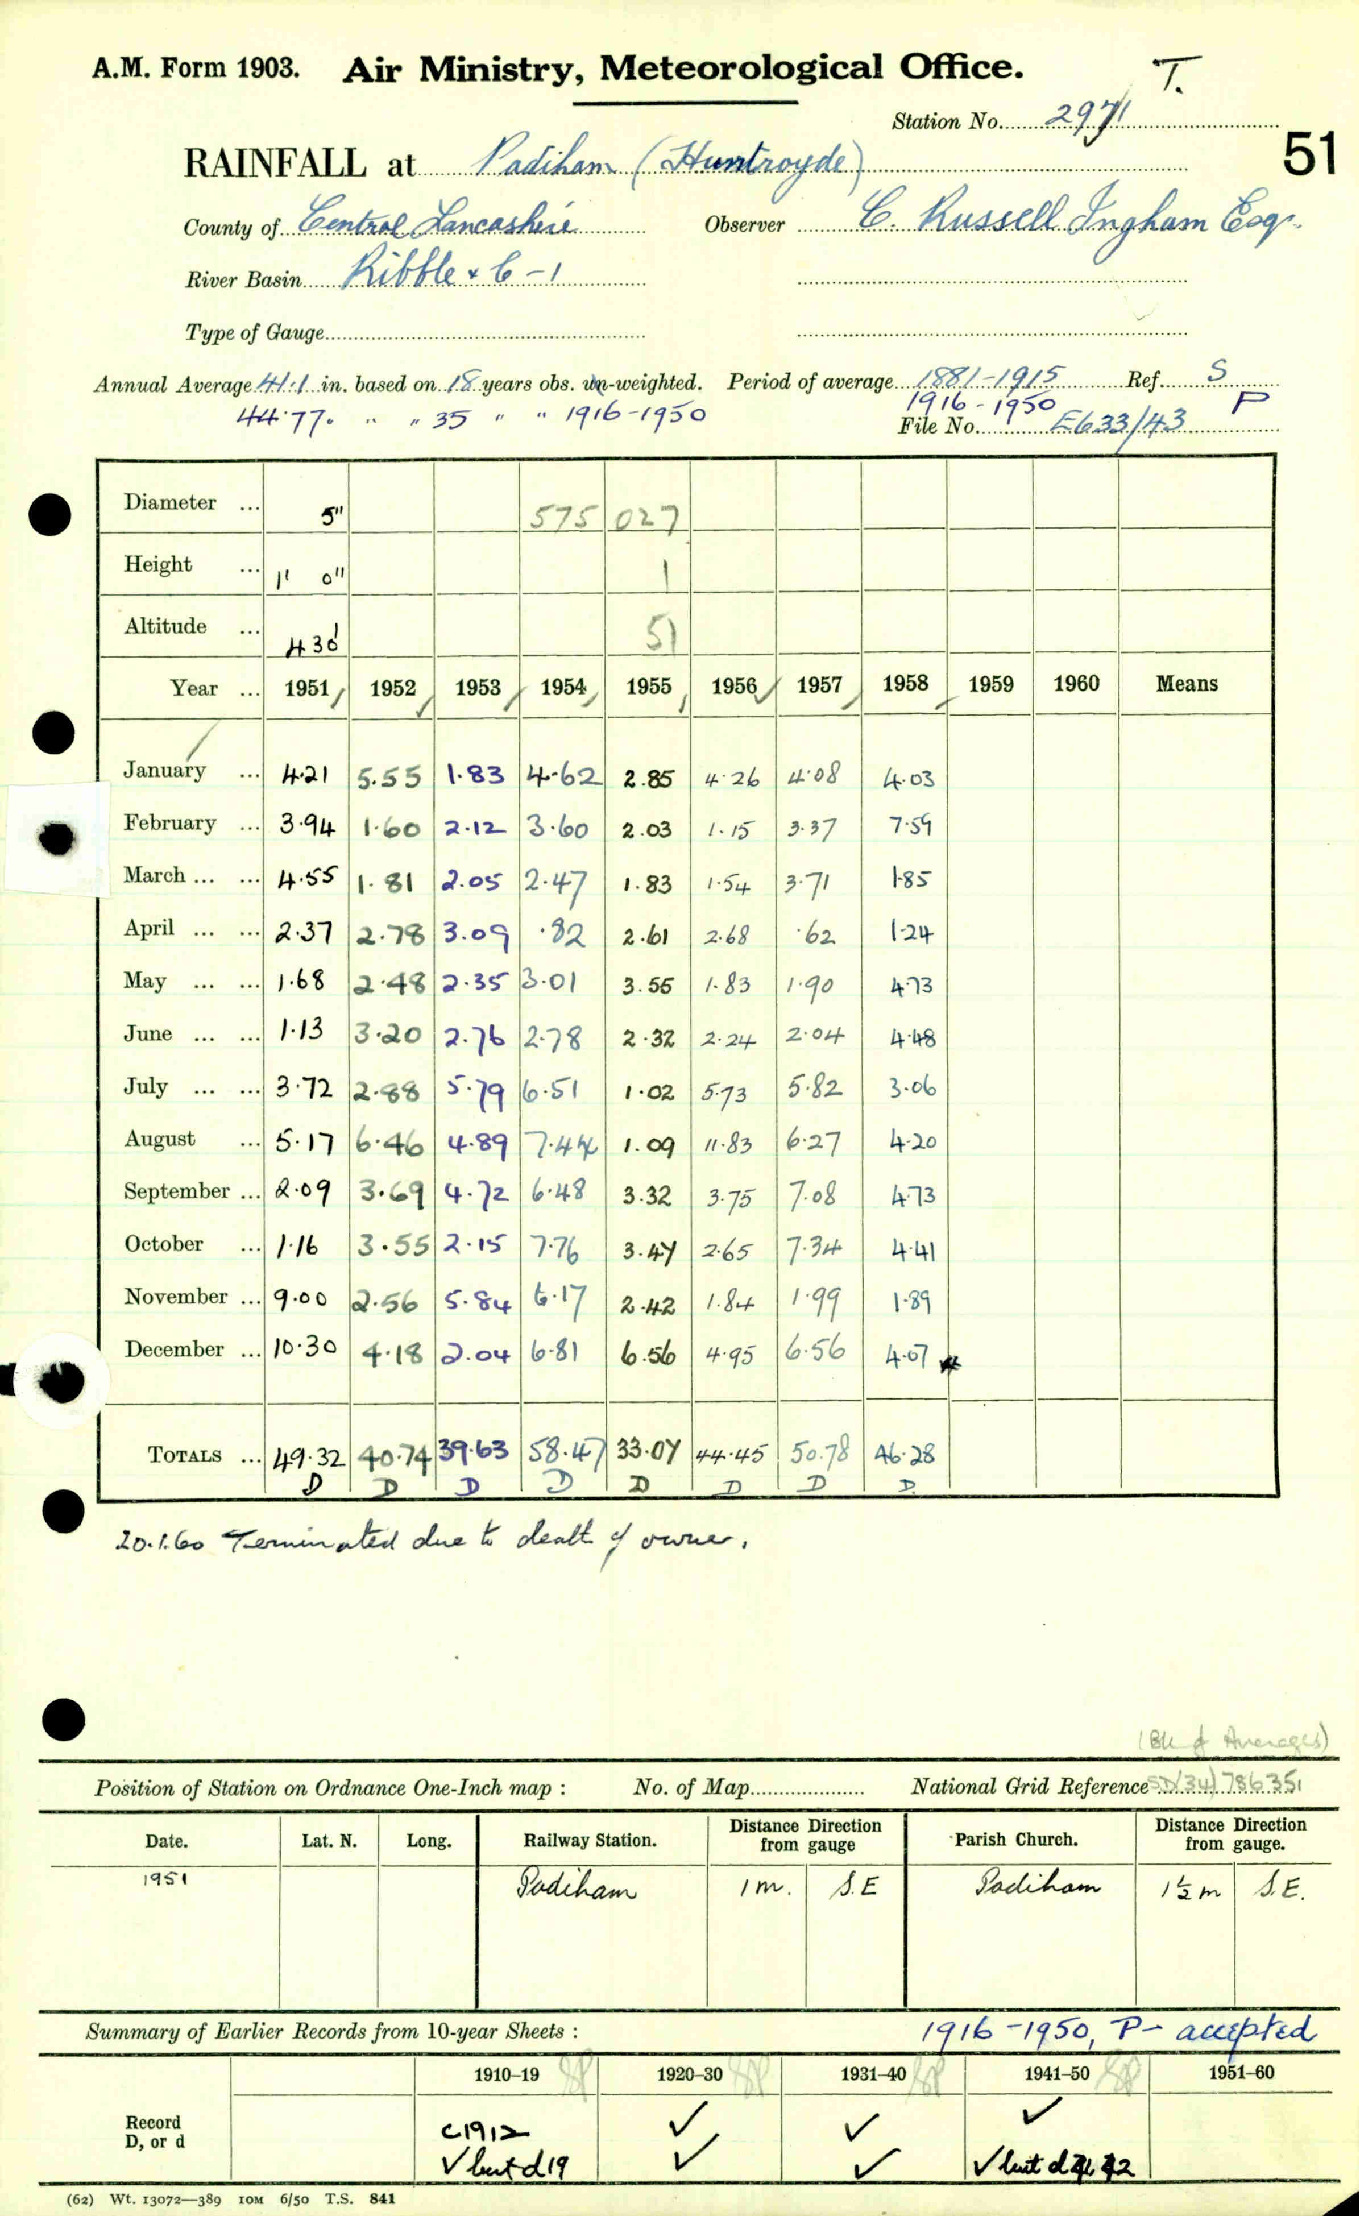 A.M. Form 1903. Air Ministry, Meteorological Office. T.
Station No. 2971
51
RAINFALL at Padiham (Huntroyde)
County of Central Lancashire Observer C. Russell Ingham Esq.
River Basin Ribble & C-1
Type of Gauge
Annual Average 41.1 in. based on 18 years obs. un-weighted. Period of average 1881-1915 Ref. S
44.77. " " 35 " " 1916-1950 1916-1950 P
File No. E633/43
Diameter ... 5" 575 027
Height ... 1' 0" 1
Altitude ... 430' 51
Year ... 1951 1952 1953 1954 1955 1956 1957 1958 1959 1960 Means
January ... 4.21 5.55 1.83 4.62 2.85 4.26 4.08 4.03
February ... 3.94 1.60 2.12 3.60 2.03 1.15 3.37 7.59
March ... ... 4.55 1.81 2.05 2.47 1.83 1.54 3.71 1.85
April ... ... 2.37 2.78 3.09 .82 2.61 2.68 .62 1.24
May ... ... 1.68 2.48 2.35 3.01 3.55 1.83 1.90 4.73
June ... ... 1.13 3.20 2.76 2.78 2.32 2.24 2.04 4.48
July ... ... 3.72 2.88 5.79 6.51 1.02 5.73 5.82 3.06
August ... 5.17 6.46 4.89 7.44 1.09 11.83 6.27 4.20
September ... 2.09 3.69 4.72 6.48 3.32 3.75 7.08 4.73
October ... 1.16 3.55 2.15 7.76 3.47 2.65 7.34 4.41
November ... 9.00 2.56 5.84 6.17 2.42 1.84 1.99 1.89
December ... 10.30 4.18 2.04 6.81 6.56 4.95 6.56 4.07
TOTALS ... 49.32 40.74 39.63 58.47 33.07 44.45 50.78 46.28
D D D D D D D D
20.1.60 Terminated due to death of owner.
(Bk of Averages)
Position of Station on Ordnance One-Inch map : No. of Map National Grid Reference SD(34)786351
Date. Lat. N. Long. Railway Station. Distance Direction from gauge Parish Church. Distance Direction from gauge.
1951 Padiham 1 m. S.E Padiham 1½ m S.E.
Summary of Earlier Records from 10-year Sheets : 1916-1950, P- accepted
1910-19 1920-30 1931-40 1941-50 1951-60
Record D, or d
c1912 ✓ ✓ ✓
✓ but d19 ✓ ✓ ✓ but d 42
(62) Wt. 13072—389 10M 6/50 T.S. 841